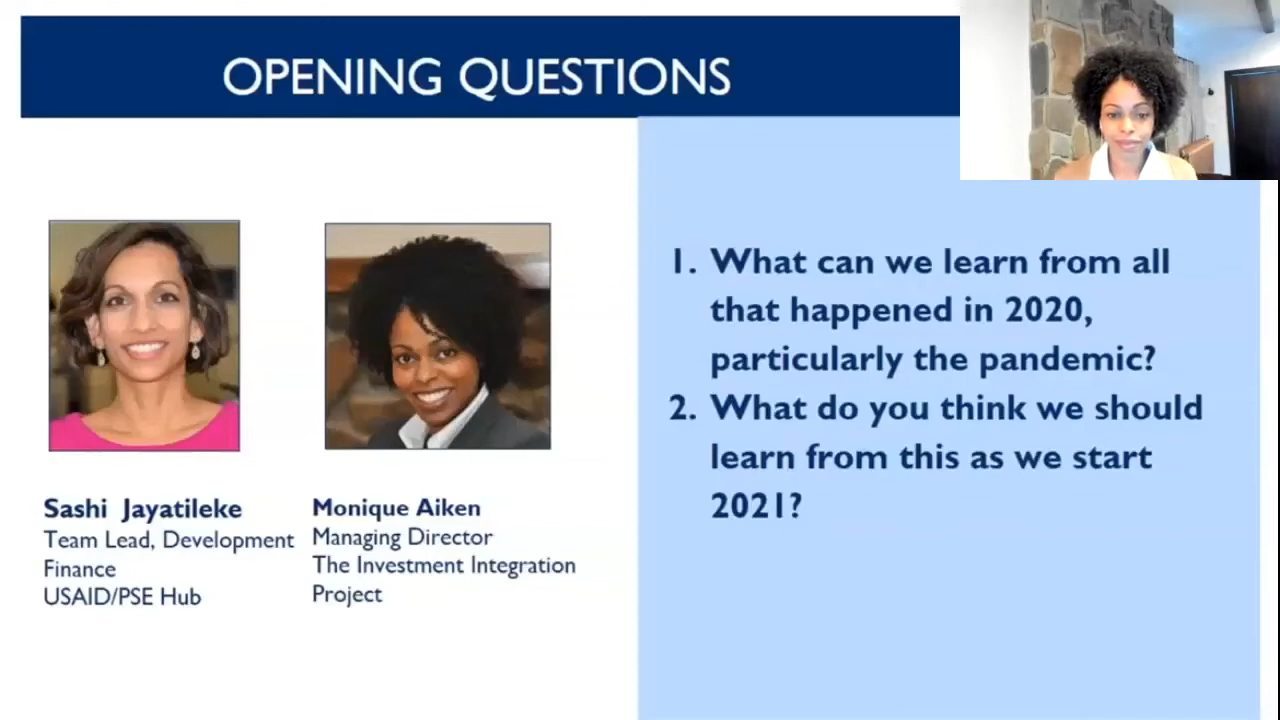 OPENING QUESTIONS
Sashi Jayatileke
Team Lead, Development
Finance
USAID/PSE Hub
Monique Aiken
Managing Director
The Investment Integration
Project
1. What can we learn from all
that happened in 2020,
particularly the pandemic?
2. What do you think we should
learn from this as we start
2021?